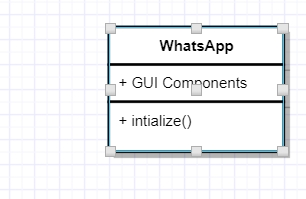 WhatsApp
+ GUI Components
+ intialize()